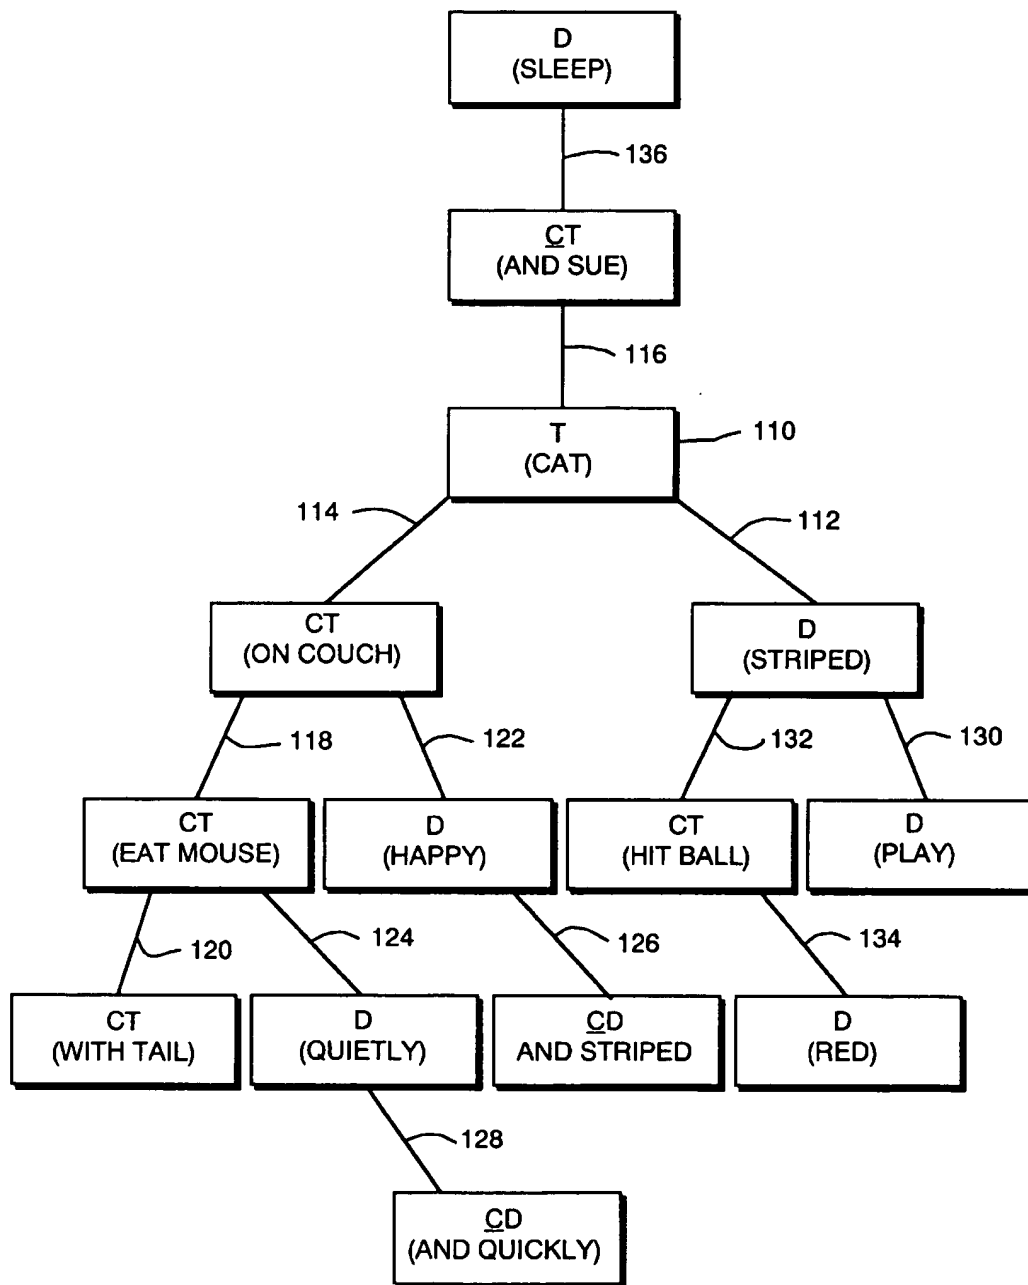 D
(SLEEP)
136
CT
(AND SUE)
116
T
(CAT)
110
114
112
CT
(ON COUCH)
D
(STRIPED)
118
122
132
130
CT
(EAT MOUSE)
D
(HAPPY)
CT
(HIT BALL)
D
(PLAY)
120
124
126
134
CT
(WITH TAIL)
D
(QUIETLY)
CD
AND STRIPED
D
(RED)
128
CD
(AND QUICKLY)